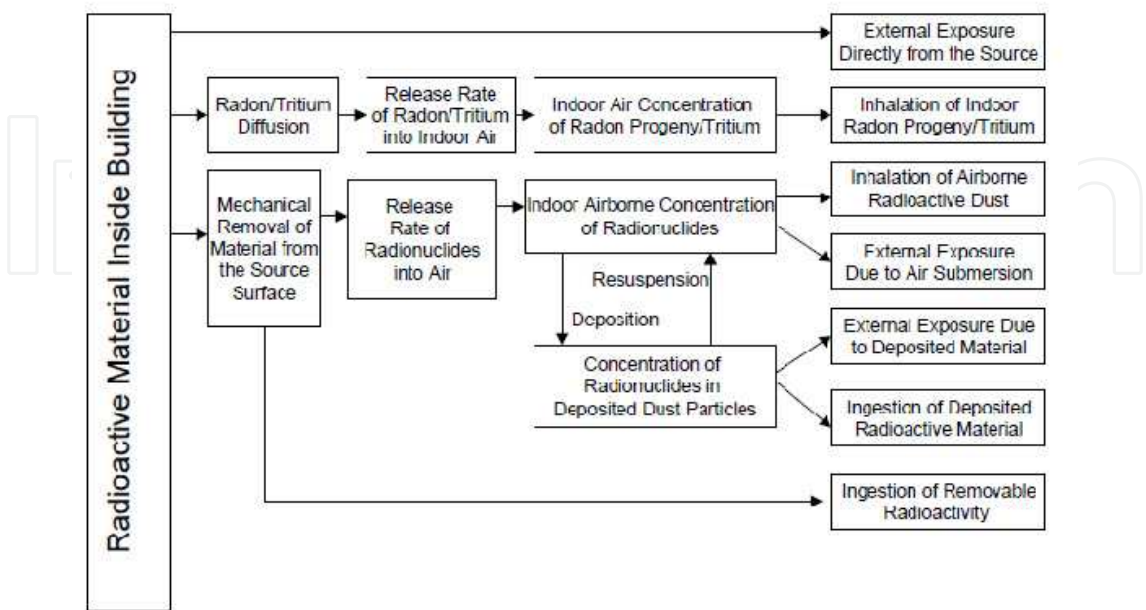 Radioactive Material Inside Building
External Exposure
Directly from the Source
Radon/Tritium
Diffusion
Release Rate
of Radon/Tritium
into Indoor Air
Indoor Air Concentration
of Radon Progeny/Tritium
Inhalation of Indoor
Radon Progeny/Tritium
Mechanical
Removal of
Material from
the Source
Surface
Release
Rate of
Radionuclides
into Air
Indoor Airborne Concentration
of Radionuclides
Inhalation of Airborne
Radioactive Dust
External Exposure
Due to Air Submersion
Resuspension
Deposition
Concentration of
Radionuclides in
Deposited Dust Particles
External Exposure Due
to Deposited Material
Ingestion of Deposited
Radioactive Material
Ingestion of Removable
Radioactivity